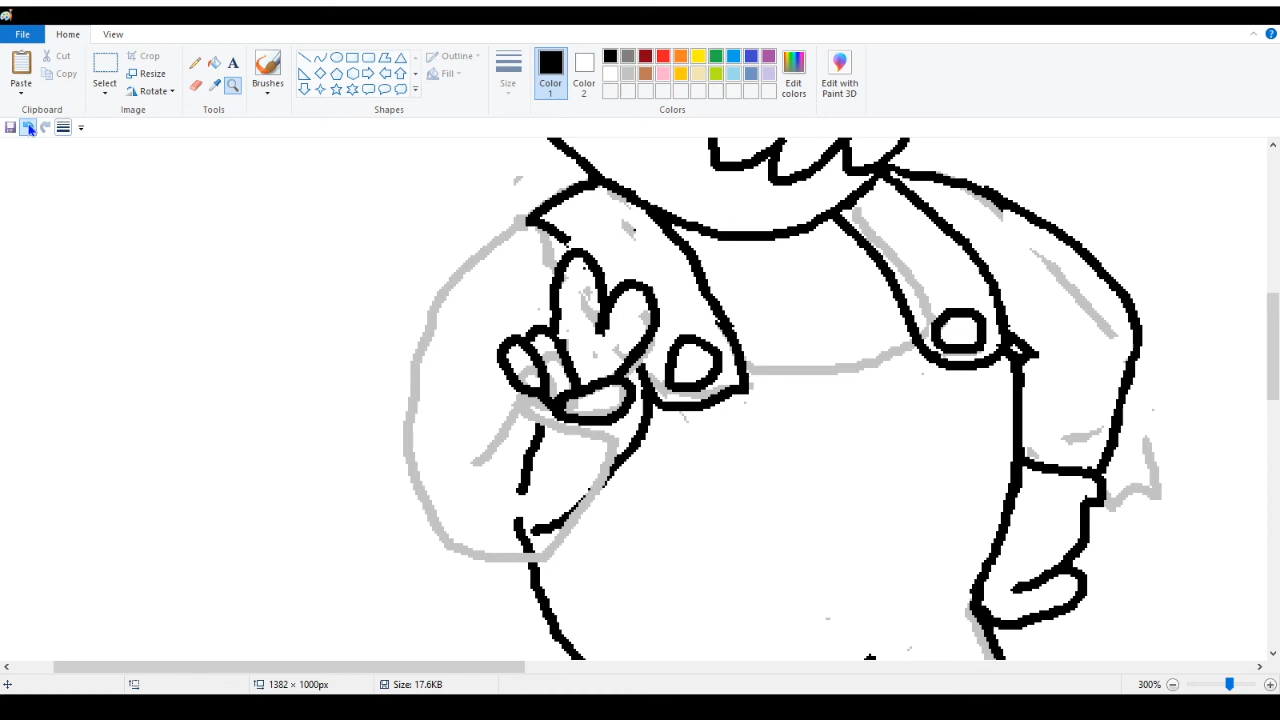 File Home View
Paste
Cut
Copy
Clipboard
Select
Crop
Resize
Rotate
Image
A
Tools
Brushes
Outline
Fill
Shapes
Size
Color
1
Color
2
Edit
colors
Edit with
Paint 3D
Colors
1382 × 1000px
Size: 17.6KB
300%